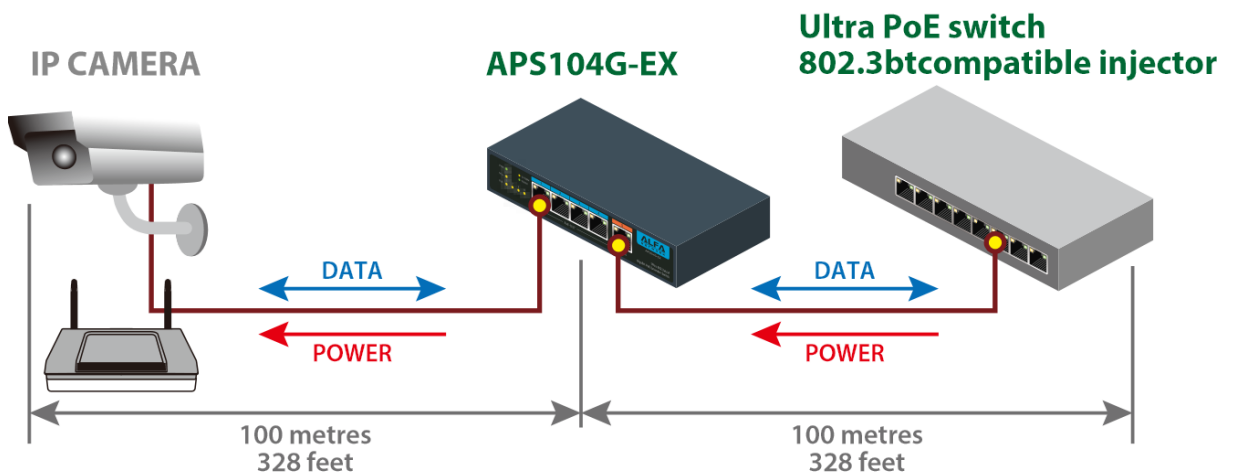 IP CAMERA
APS104G-EX
Ultra PoE switch
802.3btcompatible injector
ALFA
DATA
POWER
DATA
POWER
100 metres
328 feet
100 metres
328 feet